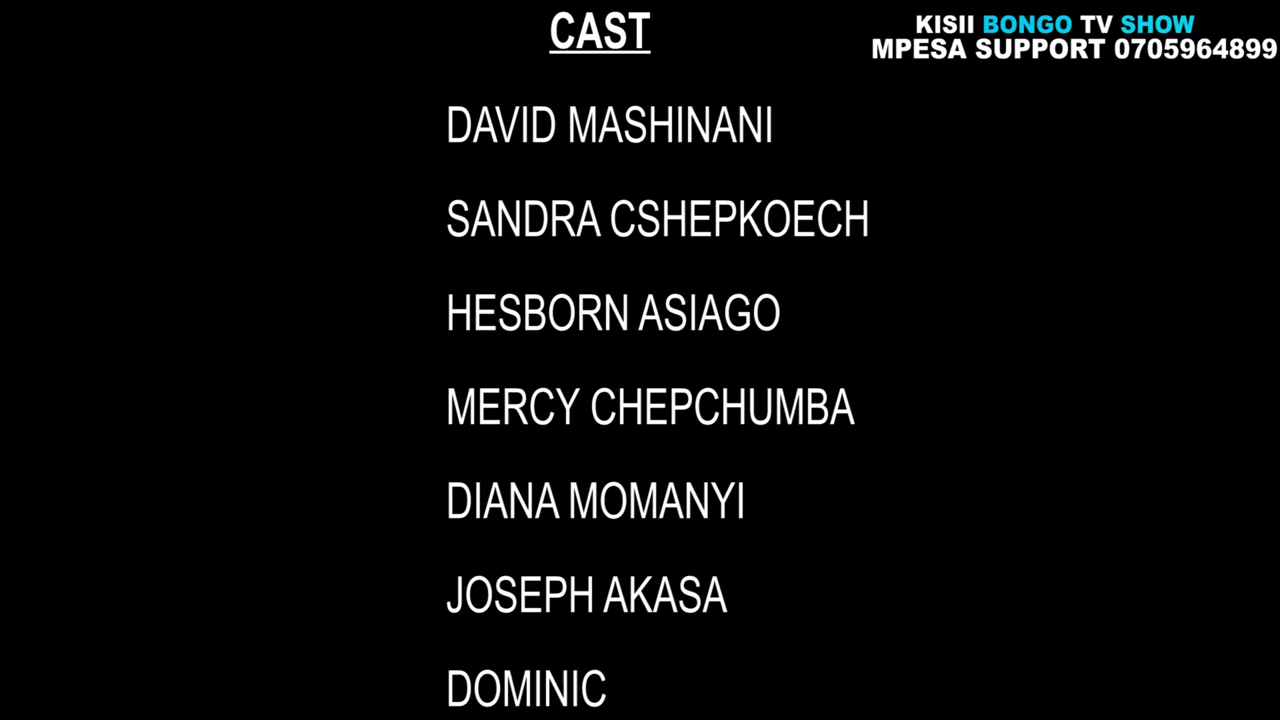 CAST
KISII BONGO TV SHOW
MPESA SUPPORT 0705964899
DAVID MASHINANI
SANDRA CSHEPKOECH
HESBORN ASIAGO
MERCY CHEPCHUMBA
DIANA MOMANYI
JOSEPH AKASA
DOMINIC